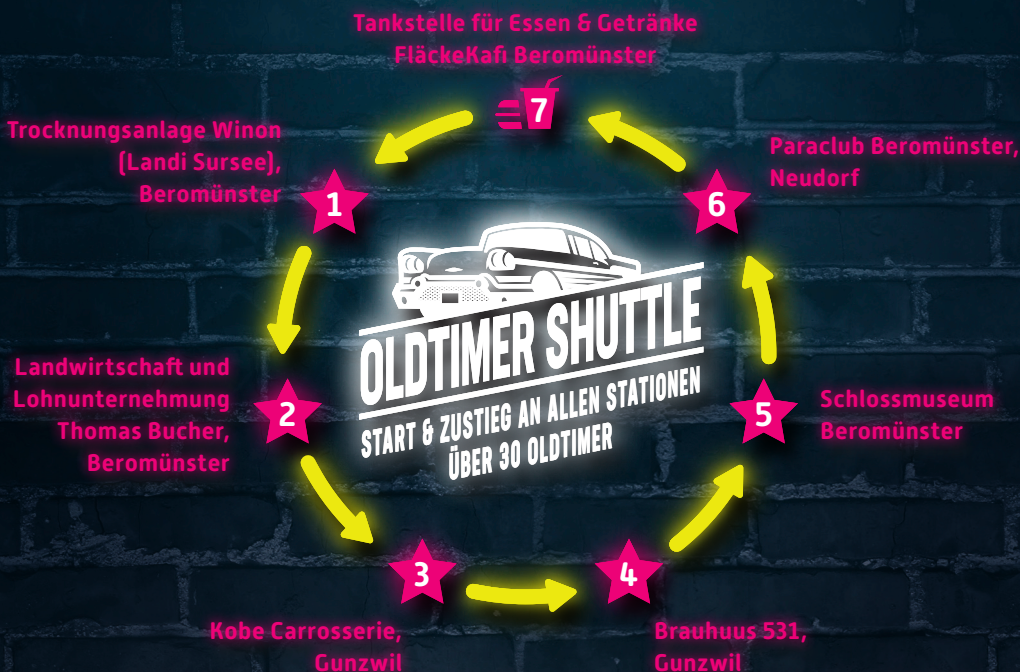 Tankstelle für Essen & Getränke
FläckeKafi Beromünster
7
Trocknungsanlage Winon
(Landi Sursee),
Beromünster
1
Paraclub Beromünster,
Neudorf
6
OLDTIMER SHUTTLE
START & ZUSTIEG AN ALLEN STATIONEN
ÜBER 30 OLDTIMER
Landwirtschaft und
Lohnunternehmung
Thomas Bucher,
Beromünster
2
Schlossmuseum
Beromünster
5
3
Kobe Carrosserie,
Gunzwil
4
Brauhuus 531,
Gunzwil